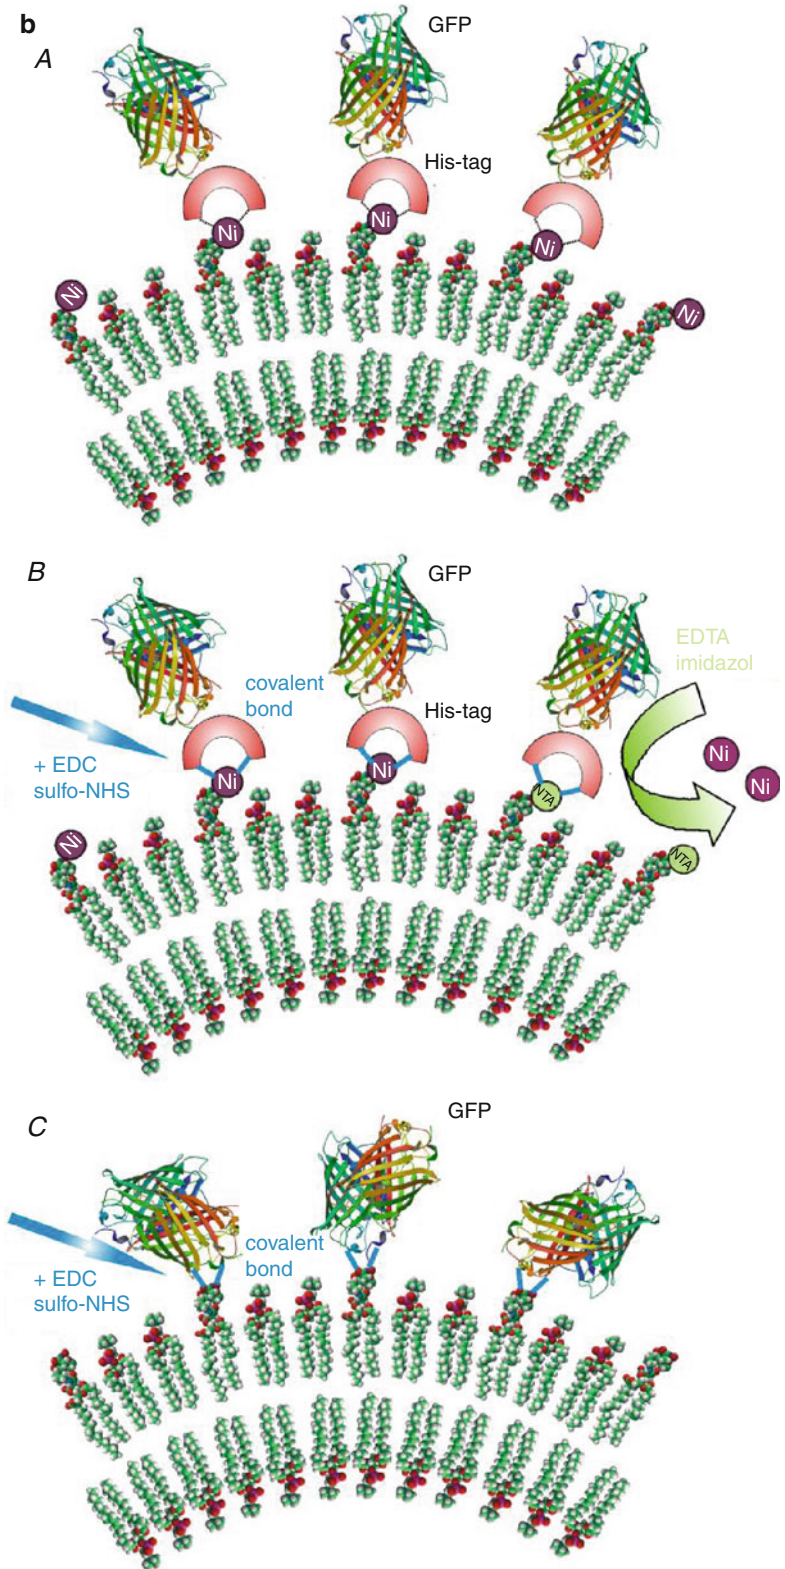 b
A
GFP
His-tag
Ni
Ni
Ni
Ni
Ni
B
GFP
EDTA
imidazol
covalent
bond
His-tag
+ EDC
sulfo-NHS
Ni
Ni
Ni
Ni
NTA
Ni
NTA
C
GFP
covalent
bond
+ EDC
sulfo-NHS